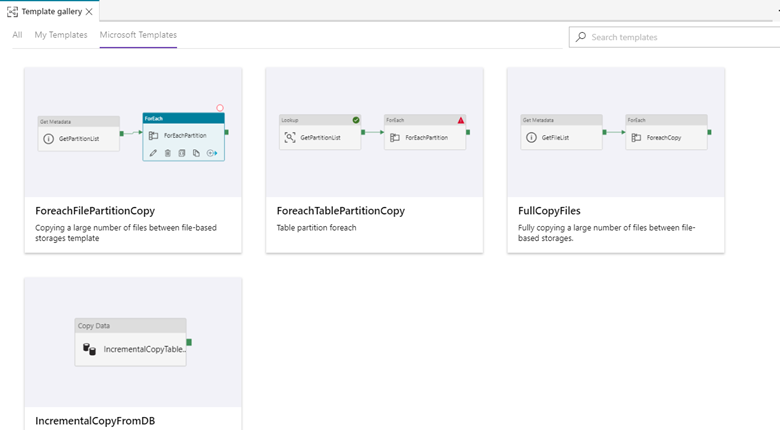 Template gallery
All My Templates Microsoft Templates
Search templates
Get Metadata
GetPartitionList
ForEach
ForEachPartition
ForeachFilePartitionCopy
Copying a large number of files between file-based
storages template
Lookup
GetPartitionList
ForEach
ForEachPartition
ForeachTablePartitionCopy
Table partition foreach
Get Metadata
GetFileList
ForEach
ForeachCopy
FullCopyFiles
Fully copying a large number of files between file-
based storages.
Copy Data
IncrementalCopyTable..
IncrementalCopyFromDB